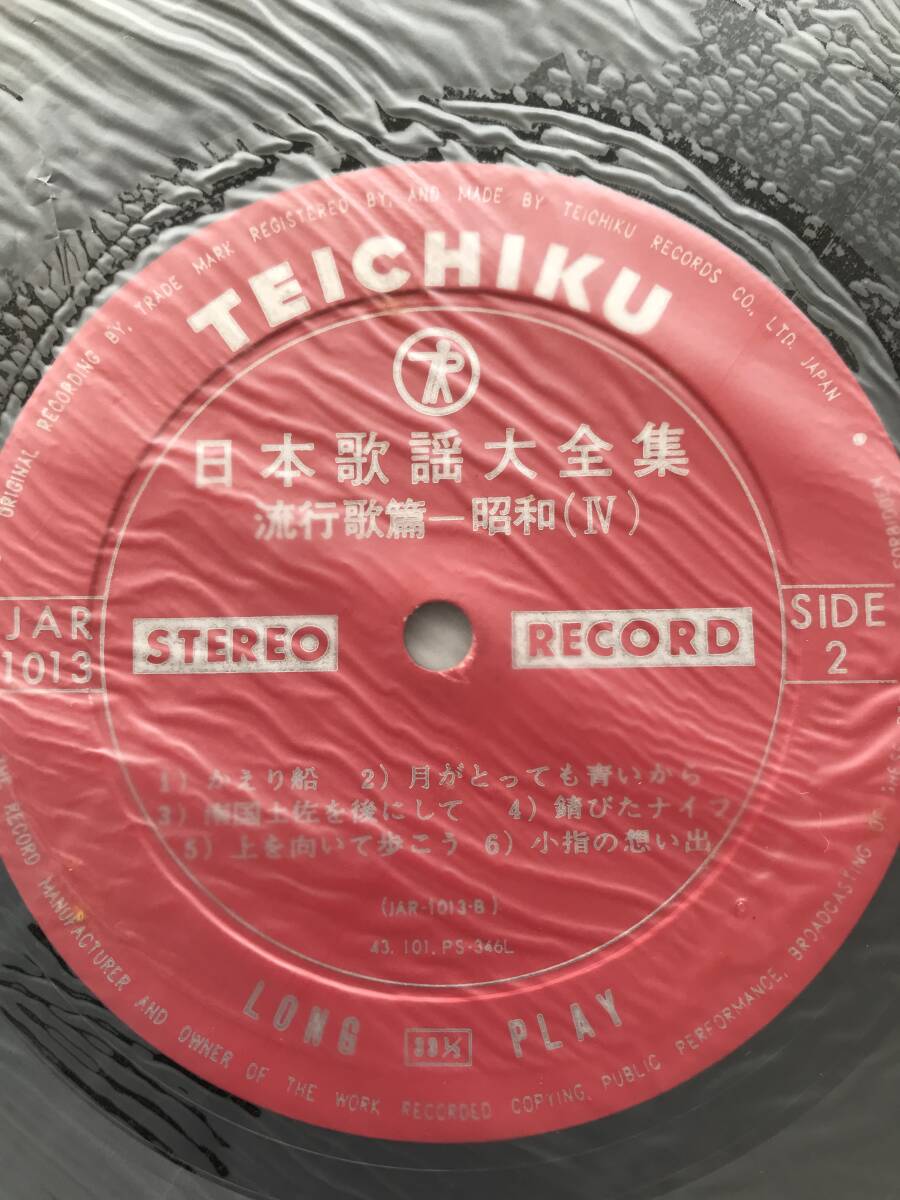 ORIGINAL RECORDING BY, TRADE MARK REGISTERED BY, AND MADE BY TEICHIKU RECORDS CO., LTD. JAPAN
TEICHIKU
日本歌謡大全集
流行歌篇—昭和(Ⅳ)
JAR 1013
STEREO
RECORD
SIDE 2
1) かえり船 2) 月がとっても青いから
3) 南国土佐を後にして 4) 錆びたナイフ
5) 上を向いて歩こう 6) 小指の想い出
(JAR-1013-B)
43. 101. PS-346L
LONG 33⅓ PLAY
RECORD MANUFACTURER AND OWNER OF THE WORK RECORDED COPYING, PUBLIC PERFORMANCE, BROADCASTING OF